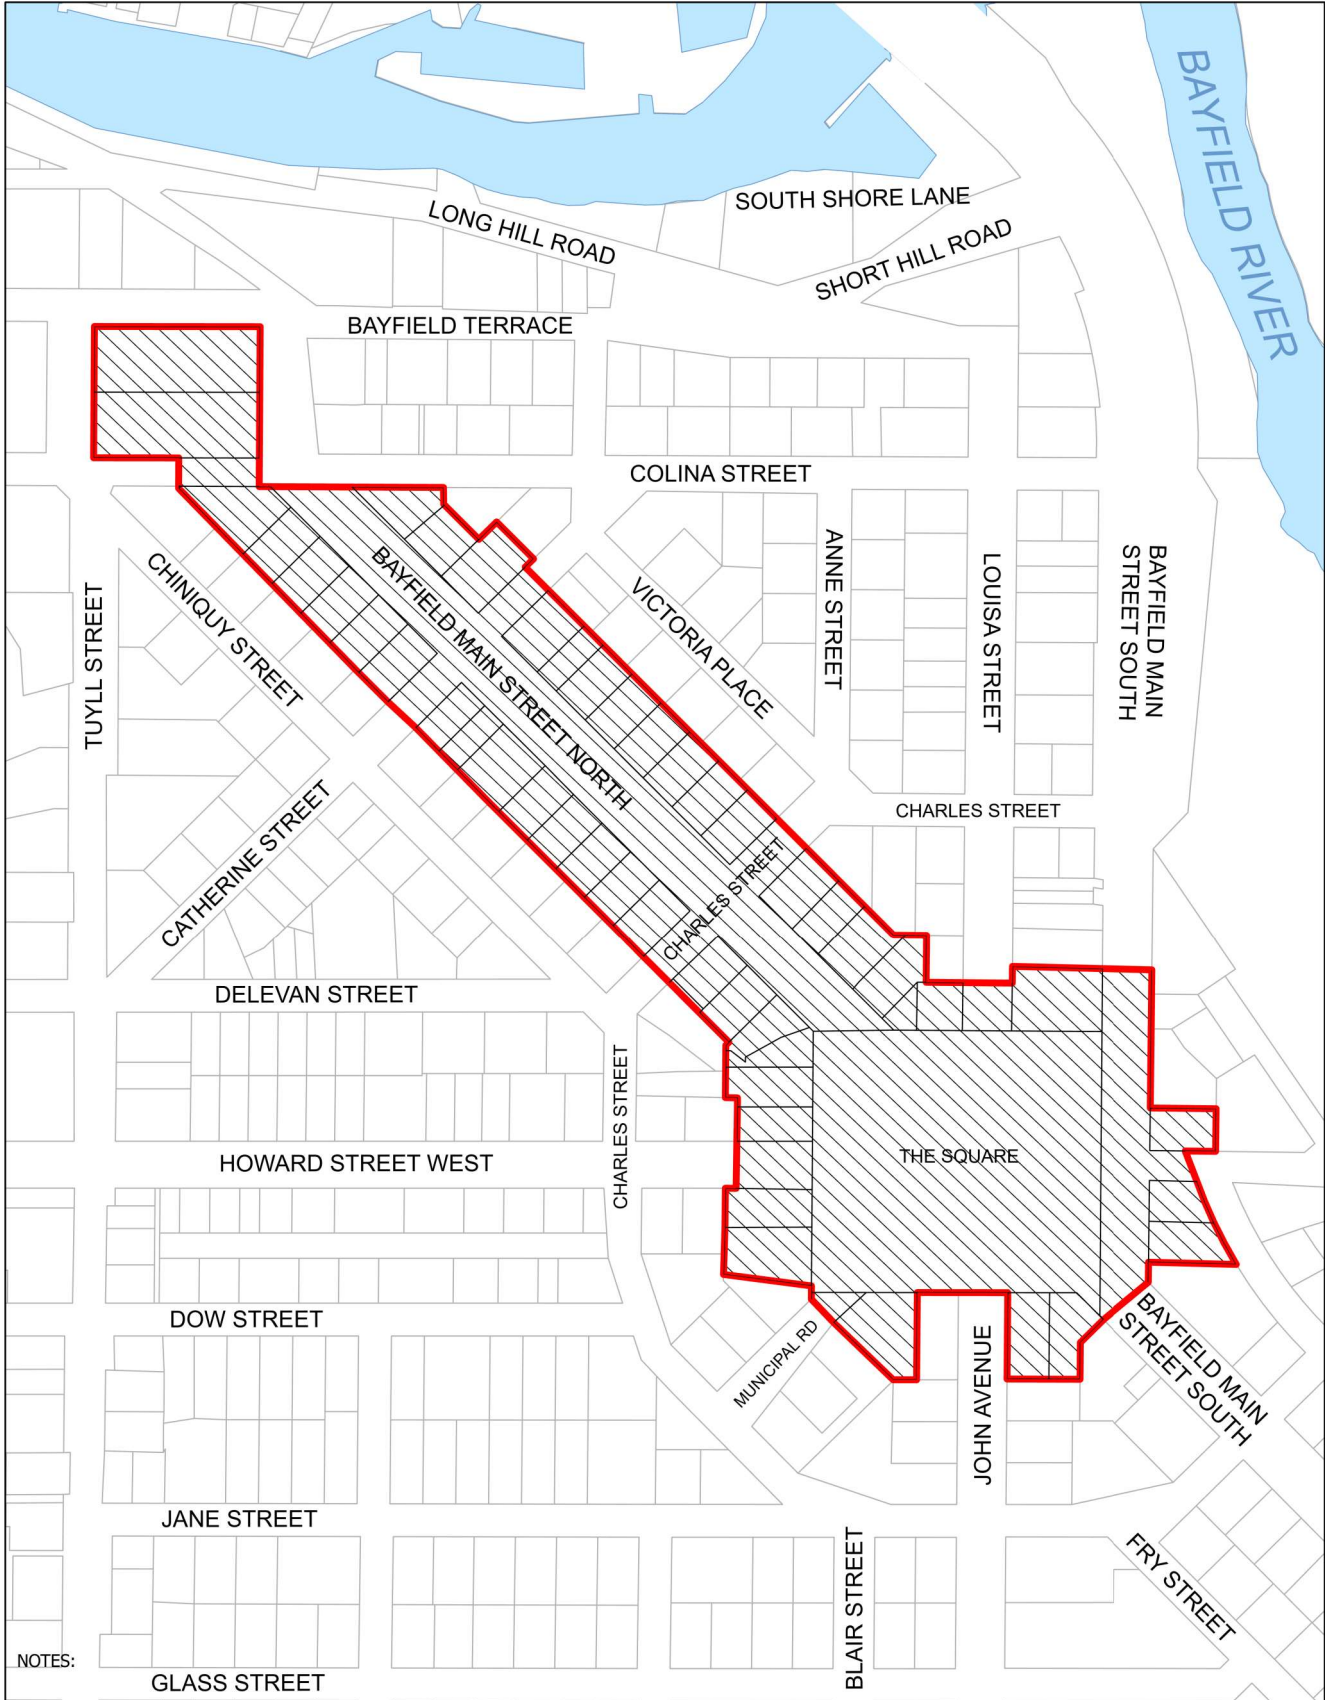 BAYFIELD RIVER
SOUTH SHORE LANE
LONG HILL ROAD
SHORT HILL ROAD
BAYFIELD TERRACE
COLINA STREET
CHINIQUY STREET
BAYFIELD MAIN STREET NORTH
VICTORIA PLACE
ANNE STREET
LOUISA STREET
BAYFIELD MAIN
STREET SOUTH
TUYLL STREET
CHARLES STREET
CATHERINE STREET
CHARLES STREET
DELEVAN STREET
CHARLES STREET
HOWARD STREET WEST
THE SQUARE
DOW STREET
MUNICIPAL RD
JOHN AVENUE
BAYFIELD MAIN
STREET SOUTH
JANE STREET
BLAIR STREET
FRY STREET
NOTES:
GLASS STREET